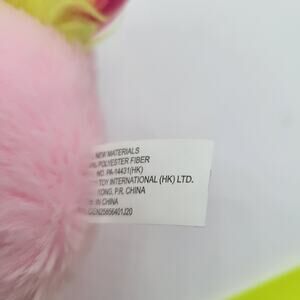 NEW MATERIALS
POLYESTER FIBER
NO. PA-14431(HK)
TOY INTERNATIONAL (HK) LTD.
KONG, P.R. CHINA
IN CHINA